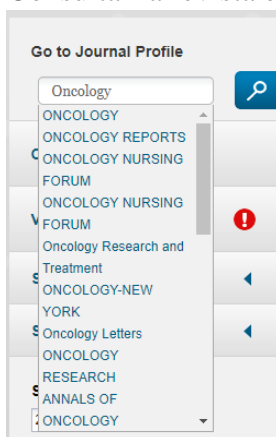 Go to Journal Profile
Oncology
ONCOLOGY
ONCOLOGY REPORTS
ONCOLOGY NURSING
FORUM
ONCOLOGY NURSING
FORUM
Oncology Research and
Treatment
ONCOLOGY-NEW
YORK
Oncology Letters
ONCOLOGY
RESEARCH
ANNALS OF
ONCOLOGY